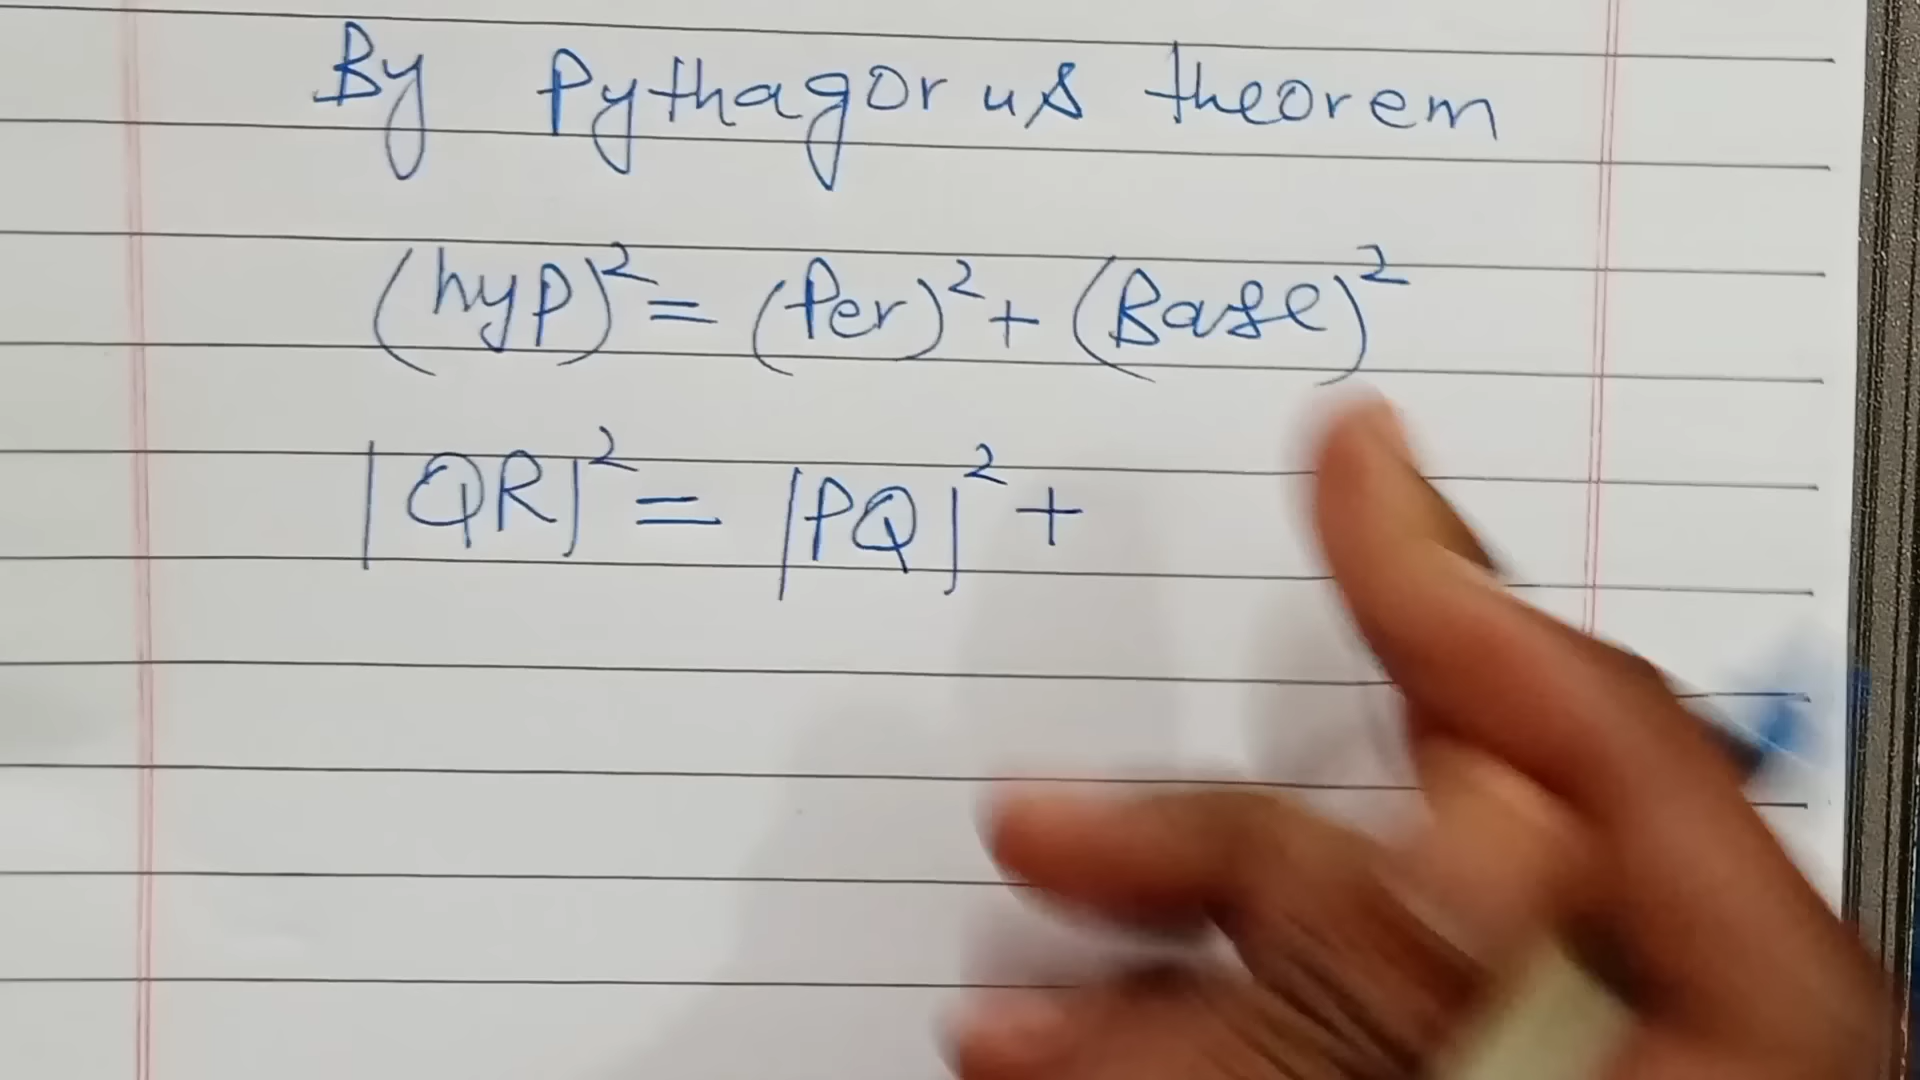 By Pythagorus theorem
(hyp)² = (Per)² + (Base)²
|QR|² = |PQ|² +